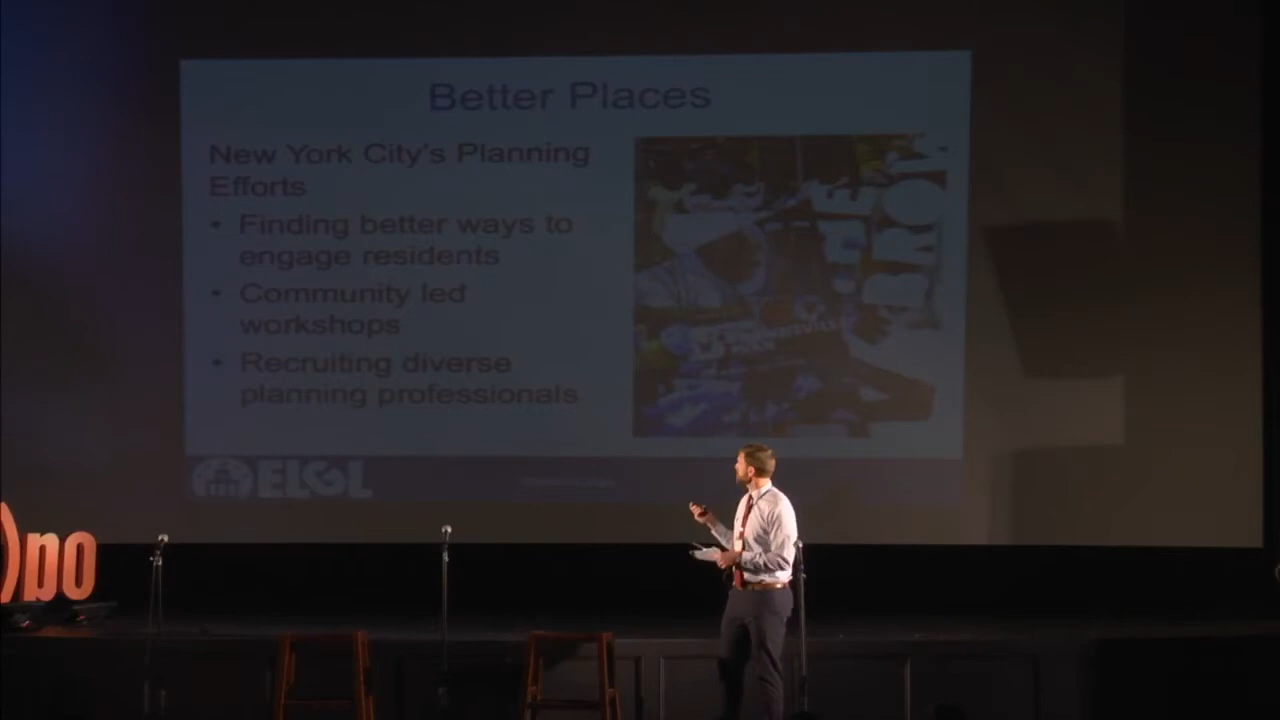 Better Places
New York City's Planning
Efforts
• Finding better ways to
engage residents
• Community led
workshops
• Recruiting diverse
planning professionals
ELGL